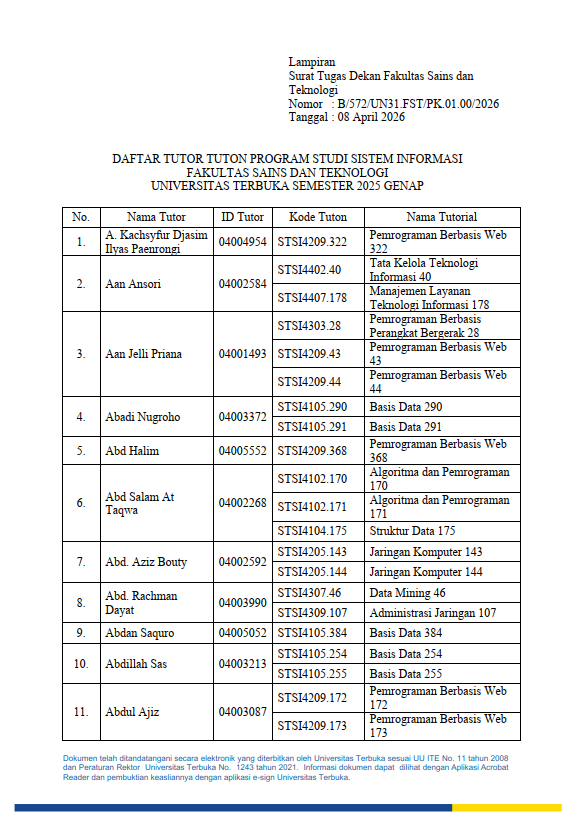 Lampiran
Surat Tugas Dekan Fakultas Sains dan
Teknologi
Nomor : B/572/UN31.FST/PK.01.00/2026
Tanggal : 08 April 2026
DAFTAR TUTOR TUTON PROGRAM STUDI SISTEM INFORMASI
FAKULTAS SAINS DAN TEKNOLOGI
UNIVERSITAS TERBUKA SEMESTER 2025 GENAP
No. Nama Tutor ID Tutor Kode Tuton Nama Tutorial
1. A. Kachsyfur Djasim Ilyas Paenrongi 04004954 STSI4209.322 Pemrograman Berbasis Web 322
2. Aan Ansori 04002584 STSI4402.40 Tata Kelola Teknologi Informasi 40
STSI4407.178 Manajemen Layanan Teknologi Informasi 178
3. Aan Jelli Priana 04001493 STSI4303.28 Pemrograman Berbasis Perangkat Bergerak 28
STSI4209.43 Pemrograman Berbasis Web 43
STSI4209.44 Pemrograman Berbasis Web 44
4. Abadi Nugroho 04003372 STSI4105.290 Basis Data 290
STSI4105.291 Basis Data 291
5. Abd Halim 04005552 STSI4209.368 Pemrograman Berbasis Web 368
6. Abd Salam At Taqwa 04002268 STSI4102.170 Algoritma dan Pemrograman 170
STSI4102.171 Algoritma dan Pemrograman 171
STSI4104.175 Struktur Data 175
7. Abd. Aziz Bouty 04002592 STSI4205.143 Jaringan Komputer 143
STSI4205.144 Jaringan Komputer 144
8. Abd. Rachman Dayat 04003990 STSI4307.46 Data Mining 46
STSI4309.107 Administrasi Jaringan 107
9. Abdan Saquro 04005052 STSI4105.384 Basis Data 384
10. Abdillah Sas 04003213 STSI4105.254 Basis Data 254
STSI4105.255 Basis Data 255
11. Abdul Ajiz 04003087 STSI4209.172 Pemrograman Berbasis Web 172
STSI4209.173 Pemrograman Berbasis Web 173
Dokumen telah ditandatangani secara elektronik yang diterbitkan oleh Universitas Terbuka sesuai UU ITE No. 11 tahun 2008
dan Peraturan Rektor Universitas Terbuka No. 1243 tahun 2021. Informasi dokumen dapat dilihat dengan Aplikasi Acrobat
Reader dan pembuktian keasliannya dengan aplikasi e-sign Universitas Terbuka.